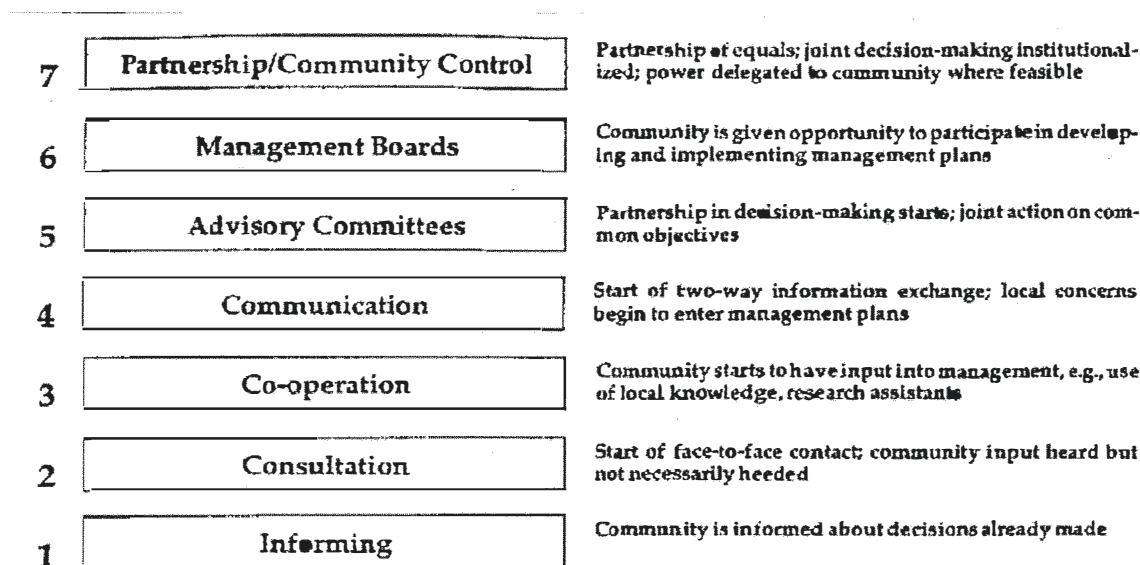 7 Partnership/Community Control
Partnership of equals; joint decision-making institutional-
ized; power delegated to community where feasible
6 Management Boards
Community is given opportunity to participate in develop-
ing and implementing management plans
5 Advisory Committees
Partnership in decision-making starts; joint action on com-
mon objectives
4 Communication
Start of two-way information exchange; local concerns
begin to enter management plans
3 Co-operation
Community starts to have input into management, e.g., use
of local knowledge, research assistants
2 Consultation
Start of face-to-face contact; community input heard but
not necessarily heeded
1 Informing
Community is informed about decisions already made